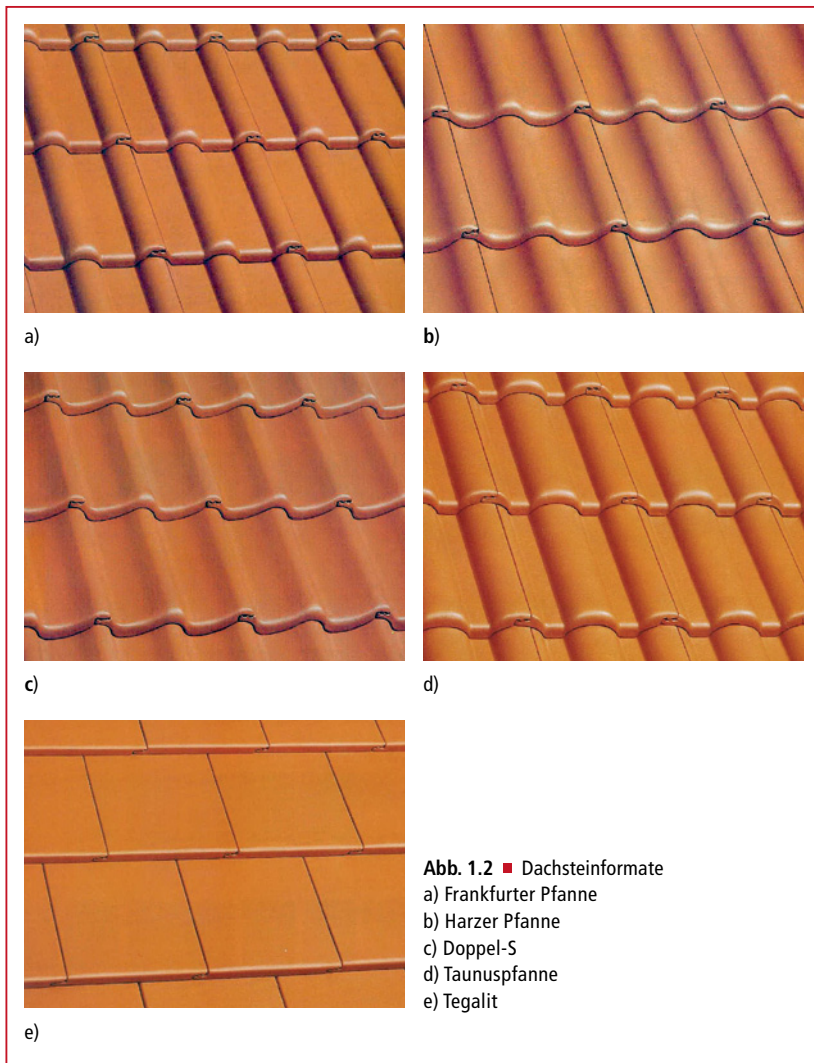 a)
b)
c)
d)
e)
Abb. 1.2 ■ Dachsteinformate
a) Frankfurter Pfanne
b) Harzer Pfanne
c) Doppel-S
d) Taunuspfanne
e) Tegalit